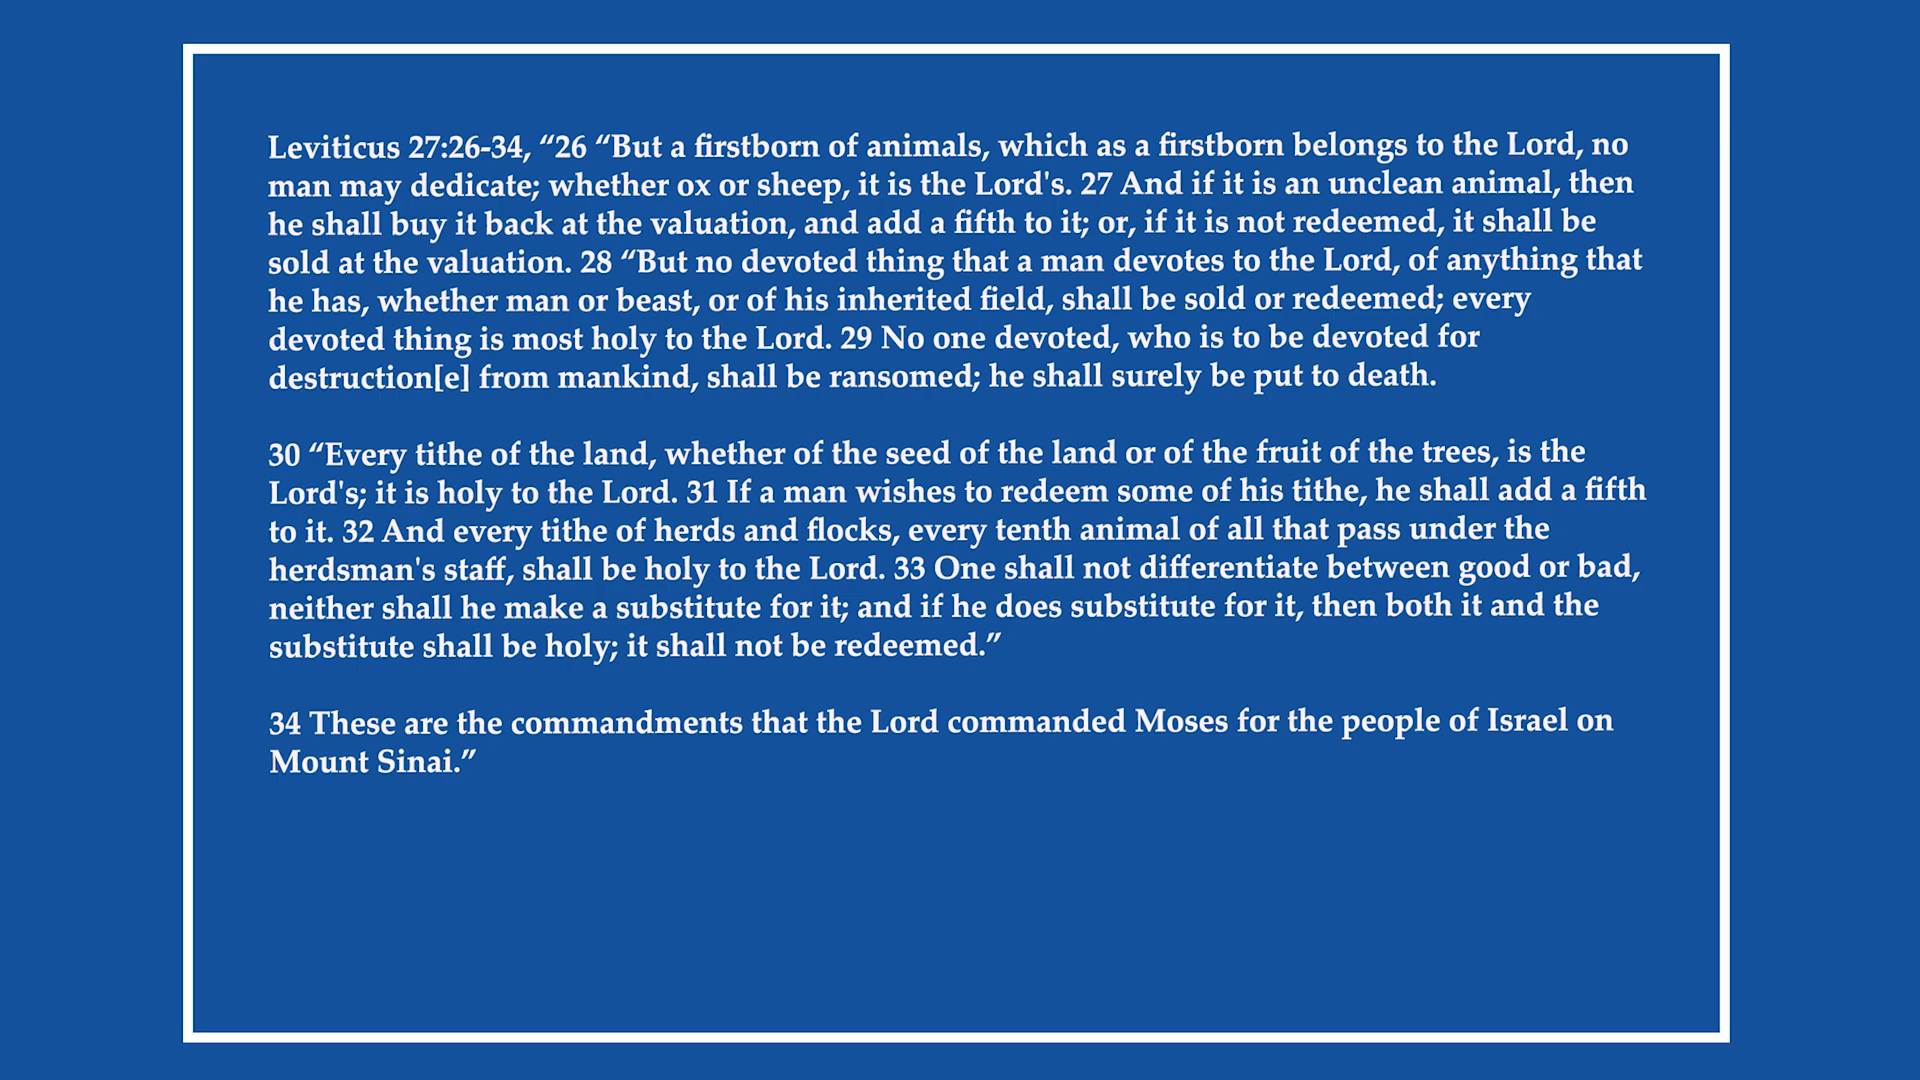 Leviticus 27:26-34, “26 “But a firstborn of animals, which as a firstborn belongs to the Lord, no
man may dedicate; whether ox or sheep, it is the Lord's. 27 And if it is an unclean animal, then
he shall buy it back at the valuation, and add a fifth to it; or, if it is not redeemed, it shall be
sold at the valuation. 28 “But no devoted thing that a man devotes to the Lord, of anything that
he has, whether man or beast, or of his inherited field, shall be sold or redeemed; every
devoted thing is most holy to the Lord. 29 No one devoted, who is to be devoted for
destruction[e] from mankind, shall be ransomed; he shall surely be put to death.
30 “Every tithe of the land, whether of the seed of the land or of the fruit of the trees, is the
Lord's; it is holy to the Lord. 31 If a man wishes to redeem some of his tithe, he shall add a fifth
to it. 32 And every tithe of herds and flocks, every tenth animal of all that pass under the
herdsman's staff, shall be holy to the Lord. 33 One shall not differentiate between good or bad,
neither shall he make a substitute for it; and if he does substitute for it, then both it and the
substitute shall be holy; it shall not be redeemed.”
34 These are the commandments that the Lord commanded Moses for the people of Israel on
Mount Sinai.”